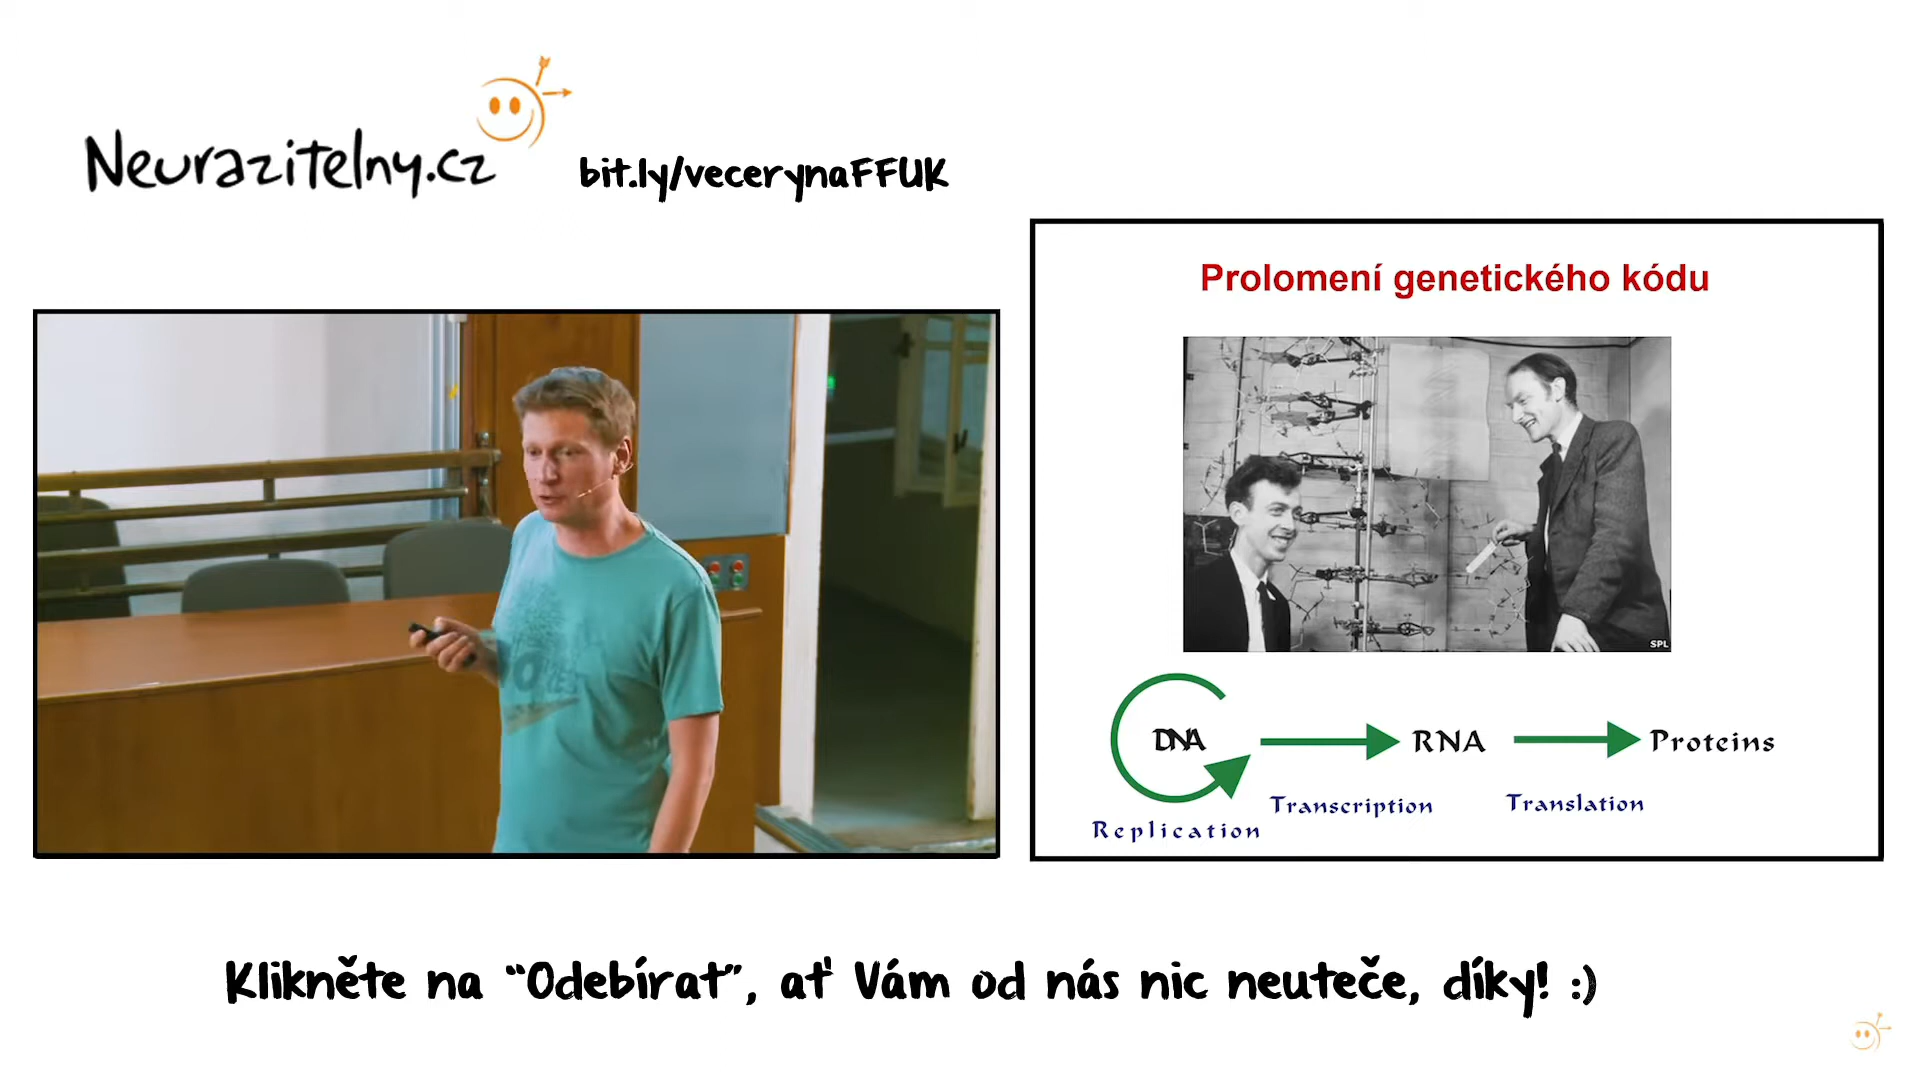 Neurazitelny.cz
bit.ly/vecerynaFFUK
Prolomení genetického kódu
SPL
DNA
RNA
Proteins
Transcription
Translation
Replication
Klikněte na “Odebírat”, ať Vám od nás nic neuteče, díky! :)